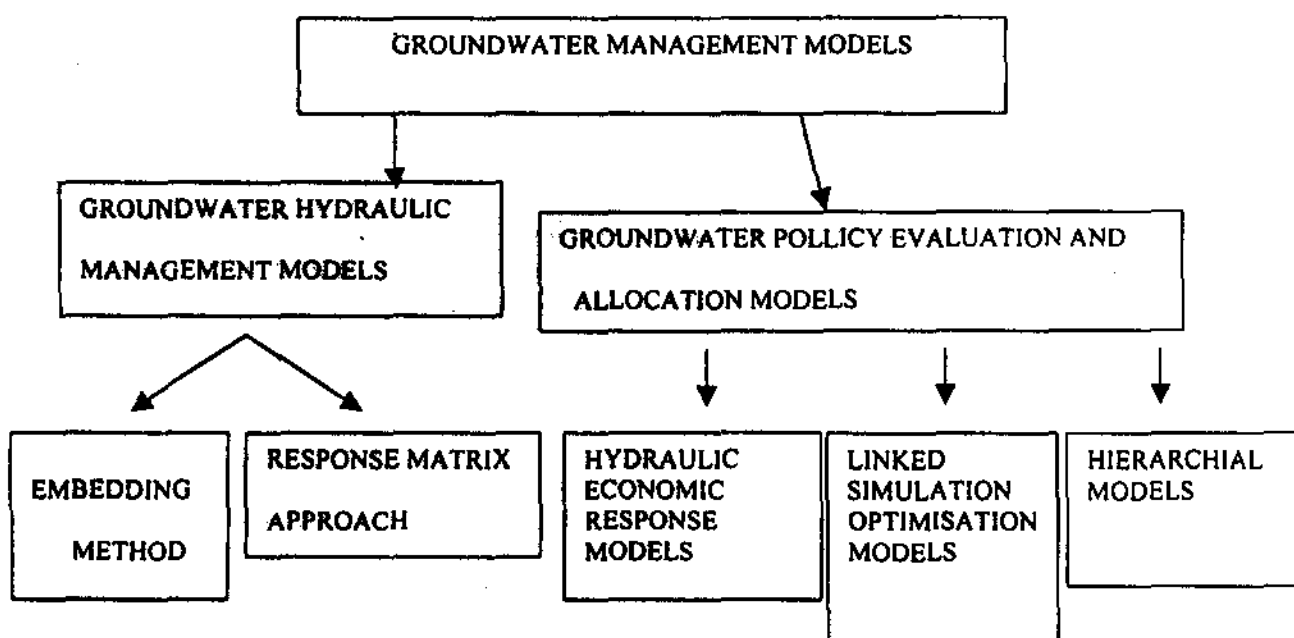 GROUNDWATER MANAGEMENT MODELS
GROUNDWATER HYDRAULIC
MANAGEMENT MODELS
GROUNDWATER POLLICY EVALUATION AND
ALLOCATION MODELS
EMBEDDING
METHOD
RESPONSE MATRIX
APPROACH
HYDRAULIC
ECONOMIC
RESPONSE
MODELS
LINKED
SIMULATION
OPTIMISATION
MODELS
HIERARCHIAL
MODELS